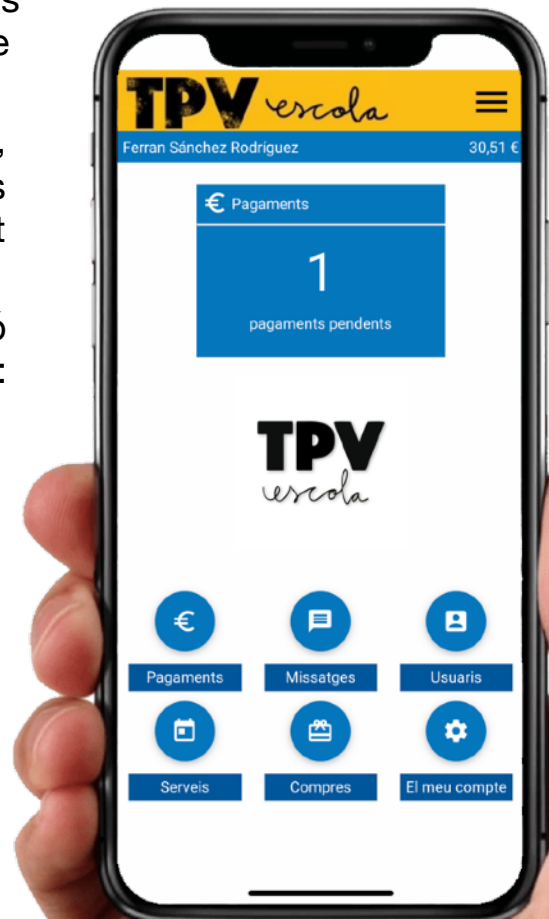 TPV escola
Ferran Sánchez Rodríguez 30,51 €
€ Pagaments
1
pagaments pendents
TPV
escola
€
Pagaments Missatges Usuaris
Serveis Compres El meu compte